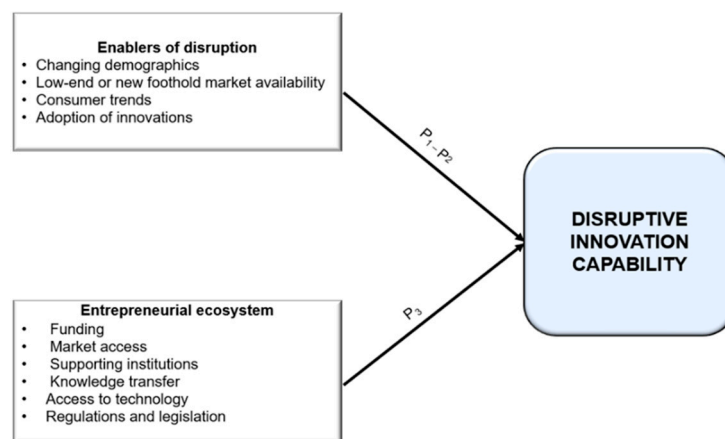 Enablers of disruption
• Changing demographics
• Low-end or new foothold market availability
• Consumer trends
• Adoption of innovations
P1 – P2
DISRUPTIVE
INNOVATION
CAPABILITY
Entrepreneurial ecosystem
• Funding
• Market access
• Supporting institutions
• Knowledge transfer
• Access to technology
• Regulations and legislation
P3